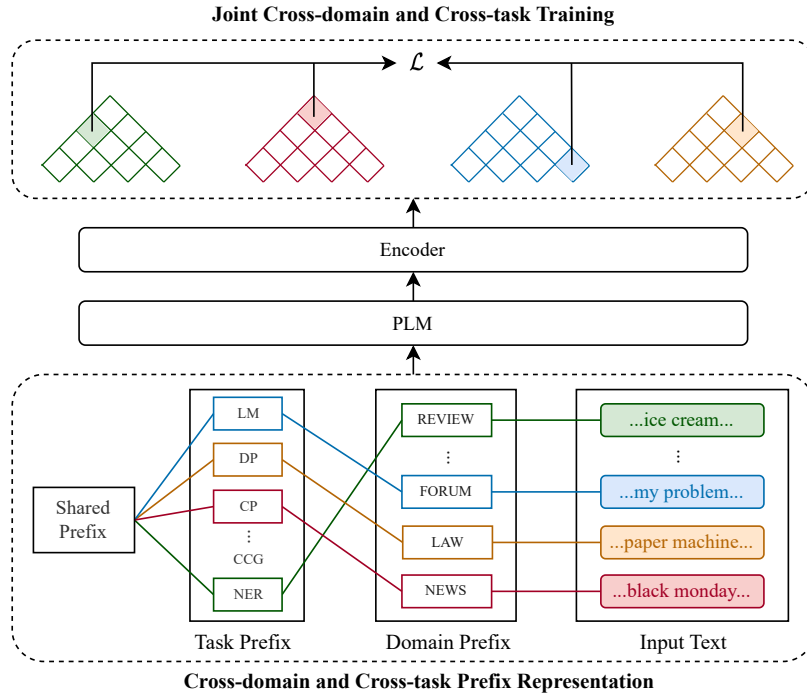 Joint Cross-domain and Cross-task Training
ℒ
Encoder
PLM
Shared
Prefix
LM
DP
CP
⋮
CCG
NER
Task Prefix
REVIEW
⋮
FORUM
LAW
NEWS
Domain Prefix
...ice cream...
⋮
...my problem...
...paper machine...
...black monday...
Input Text
Cross-domain and Cross-task Prefix Representation